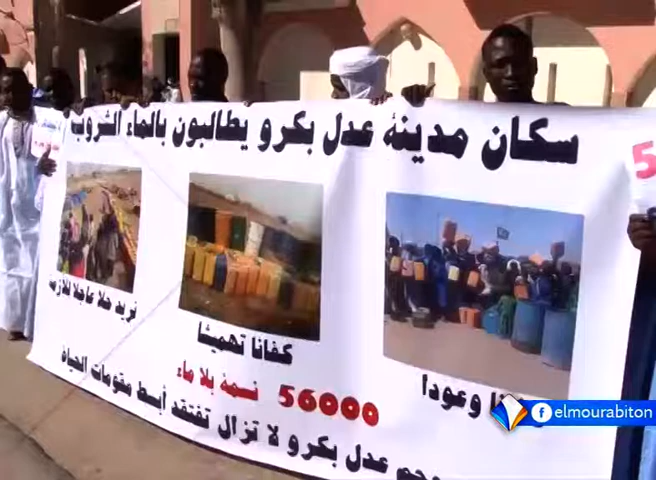 سكان مدينة عدل بكرو يطالبون بالماء الشروب
نريد حلا عاجلا للأزمة
كفانا تهميشا
وعودا
56000 نسمة بلا ماء
عدل بكرو لا تزال تفتقد أبسط مقومات الحياة
5
elmourabiton